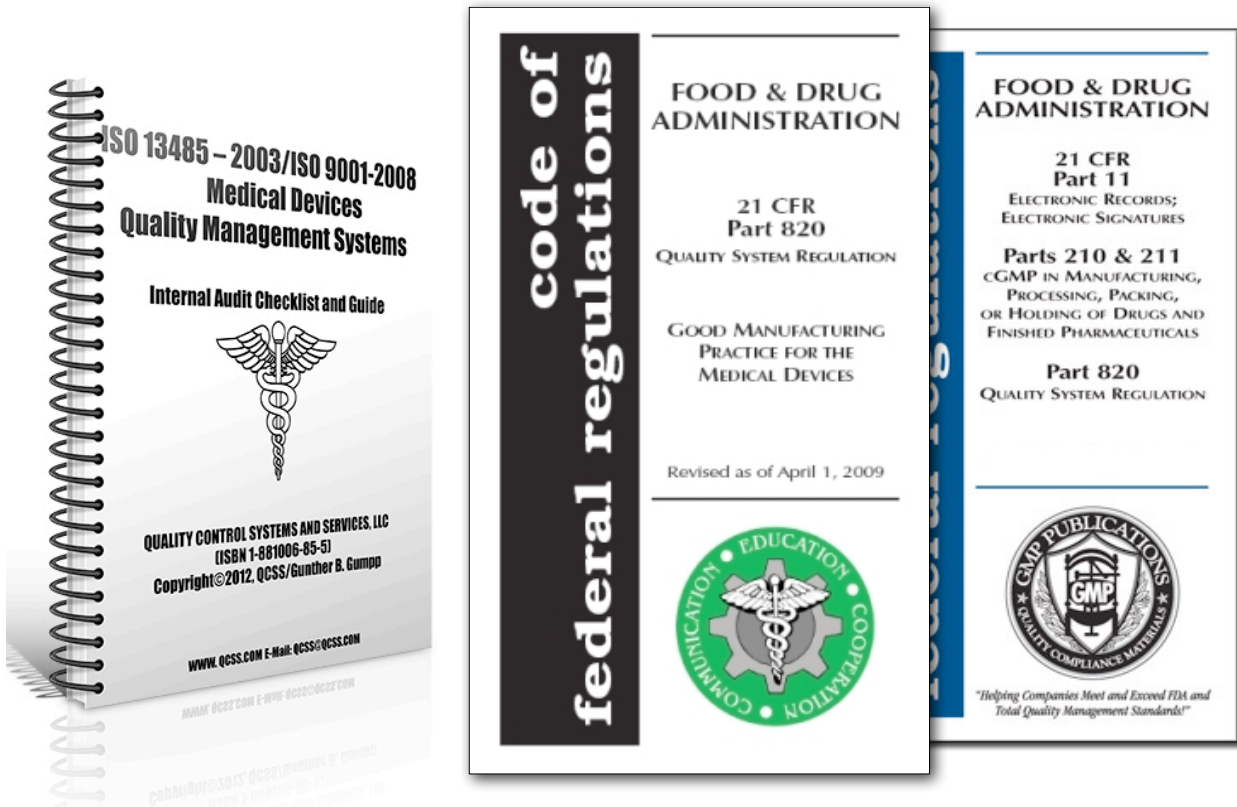 ISO 13485 – 2003/ISO 9001-2008
Medical Devices
Quality Management Systems
Internal Audit Checklist and Guide
QUALITY CONTROL SYSTEMS AND SERVICES, LLC
(ISBN 1-881006-85-5)
Copyright©2012, QCSS/Gunther B. Gumpp
WWW. QCSS.COM E-Mail: QCSS@QCSS.COM
code of
federal regulations
FOOD & DRUG
ADMINISTRATION
21 CFR
Part 820
QUALITY SYSTEM REGULATION
GOOD MANUFACTURING
PRACTICE FOR THE
MEDICAL DEVICES
Revised as of April 1, 2009
COMMUNICATION • EDUCATION • COOPERATION •
FOOD & DRUG
ADMINISTRATION
21 CFR
Part 11
ELECTRONIC RECORDS;
ELECTRONIC SIGNATURES
Parts 210 & 211
CGMP IN MANUFACTURING,
PROCESSING, PACKING,
OR HOLDING OF DRUGS AND
FINISHED PHARMACEUTICALS
Part 820
QUALITY SYSTEM REGULATION
GMP PUBLICATIONS
GMP
★ QUALITY COMPLIANCE MATERIALS ★
"Helping Companies Meet and Exceed FDA and
Total Quality Management Standards!"